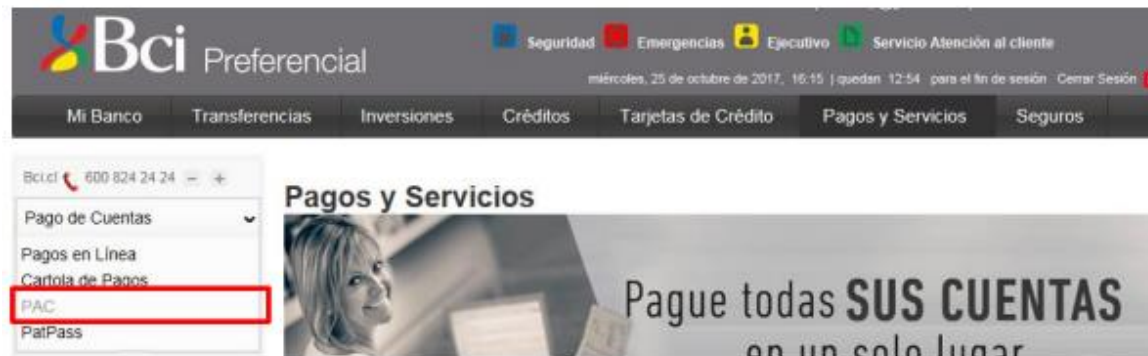 Bci Preferencial
Seguridad Emergencias Ejecutivo Servicio Atención al cliente
miércoles, 25 de octubre de 2017, 16:15 | quedan 12:54 para el fin de sesión Cerrar Sesión
Mi Banco Transferencias Inversiones Créditos Tarjetas de Crédito Pagos y Servicios Seguros
Bci.cl 600 824 24 24 - +
Pago de Cuentas
Pagos en Línea
Cartola de Pagos
PAC
PatPass
Pagos y Servicios
Pague todas SUS CUENTAS
en un solo lugar